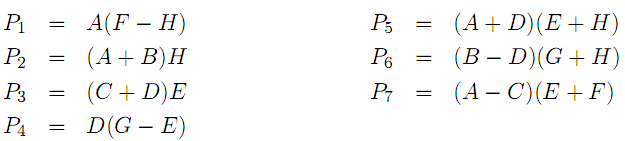 P₁ = A(F − H)
P₂ = (A + B)H
P₃ = (C + D)E
P₄ = D(G − E)
P₅ = (A + D)(E + H)
P₆ = (B − D)(G + H)
P₇ = (A − C)(E + F)